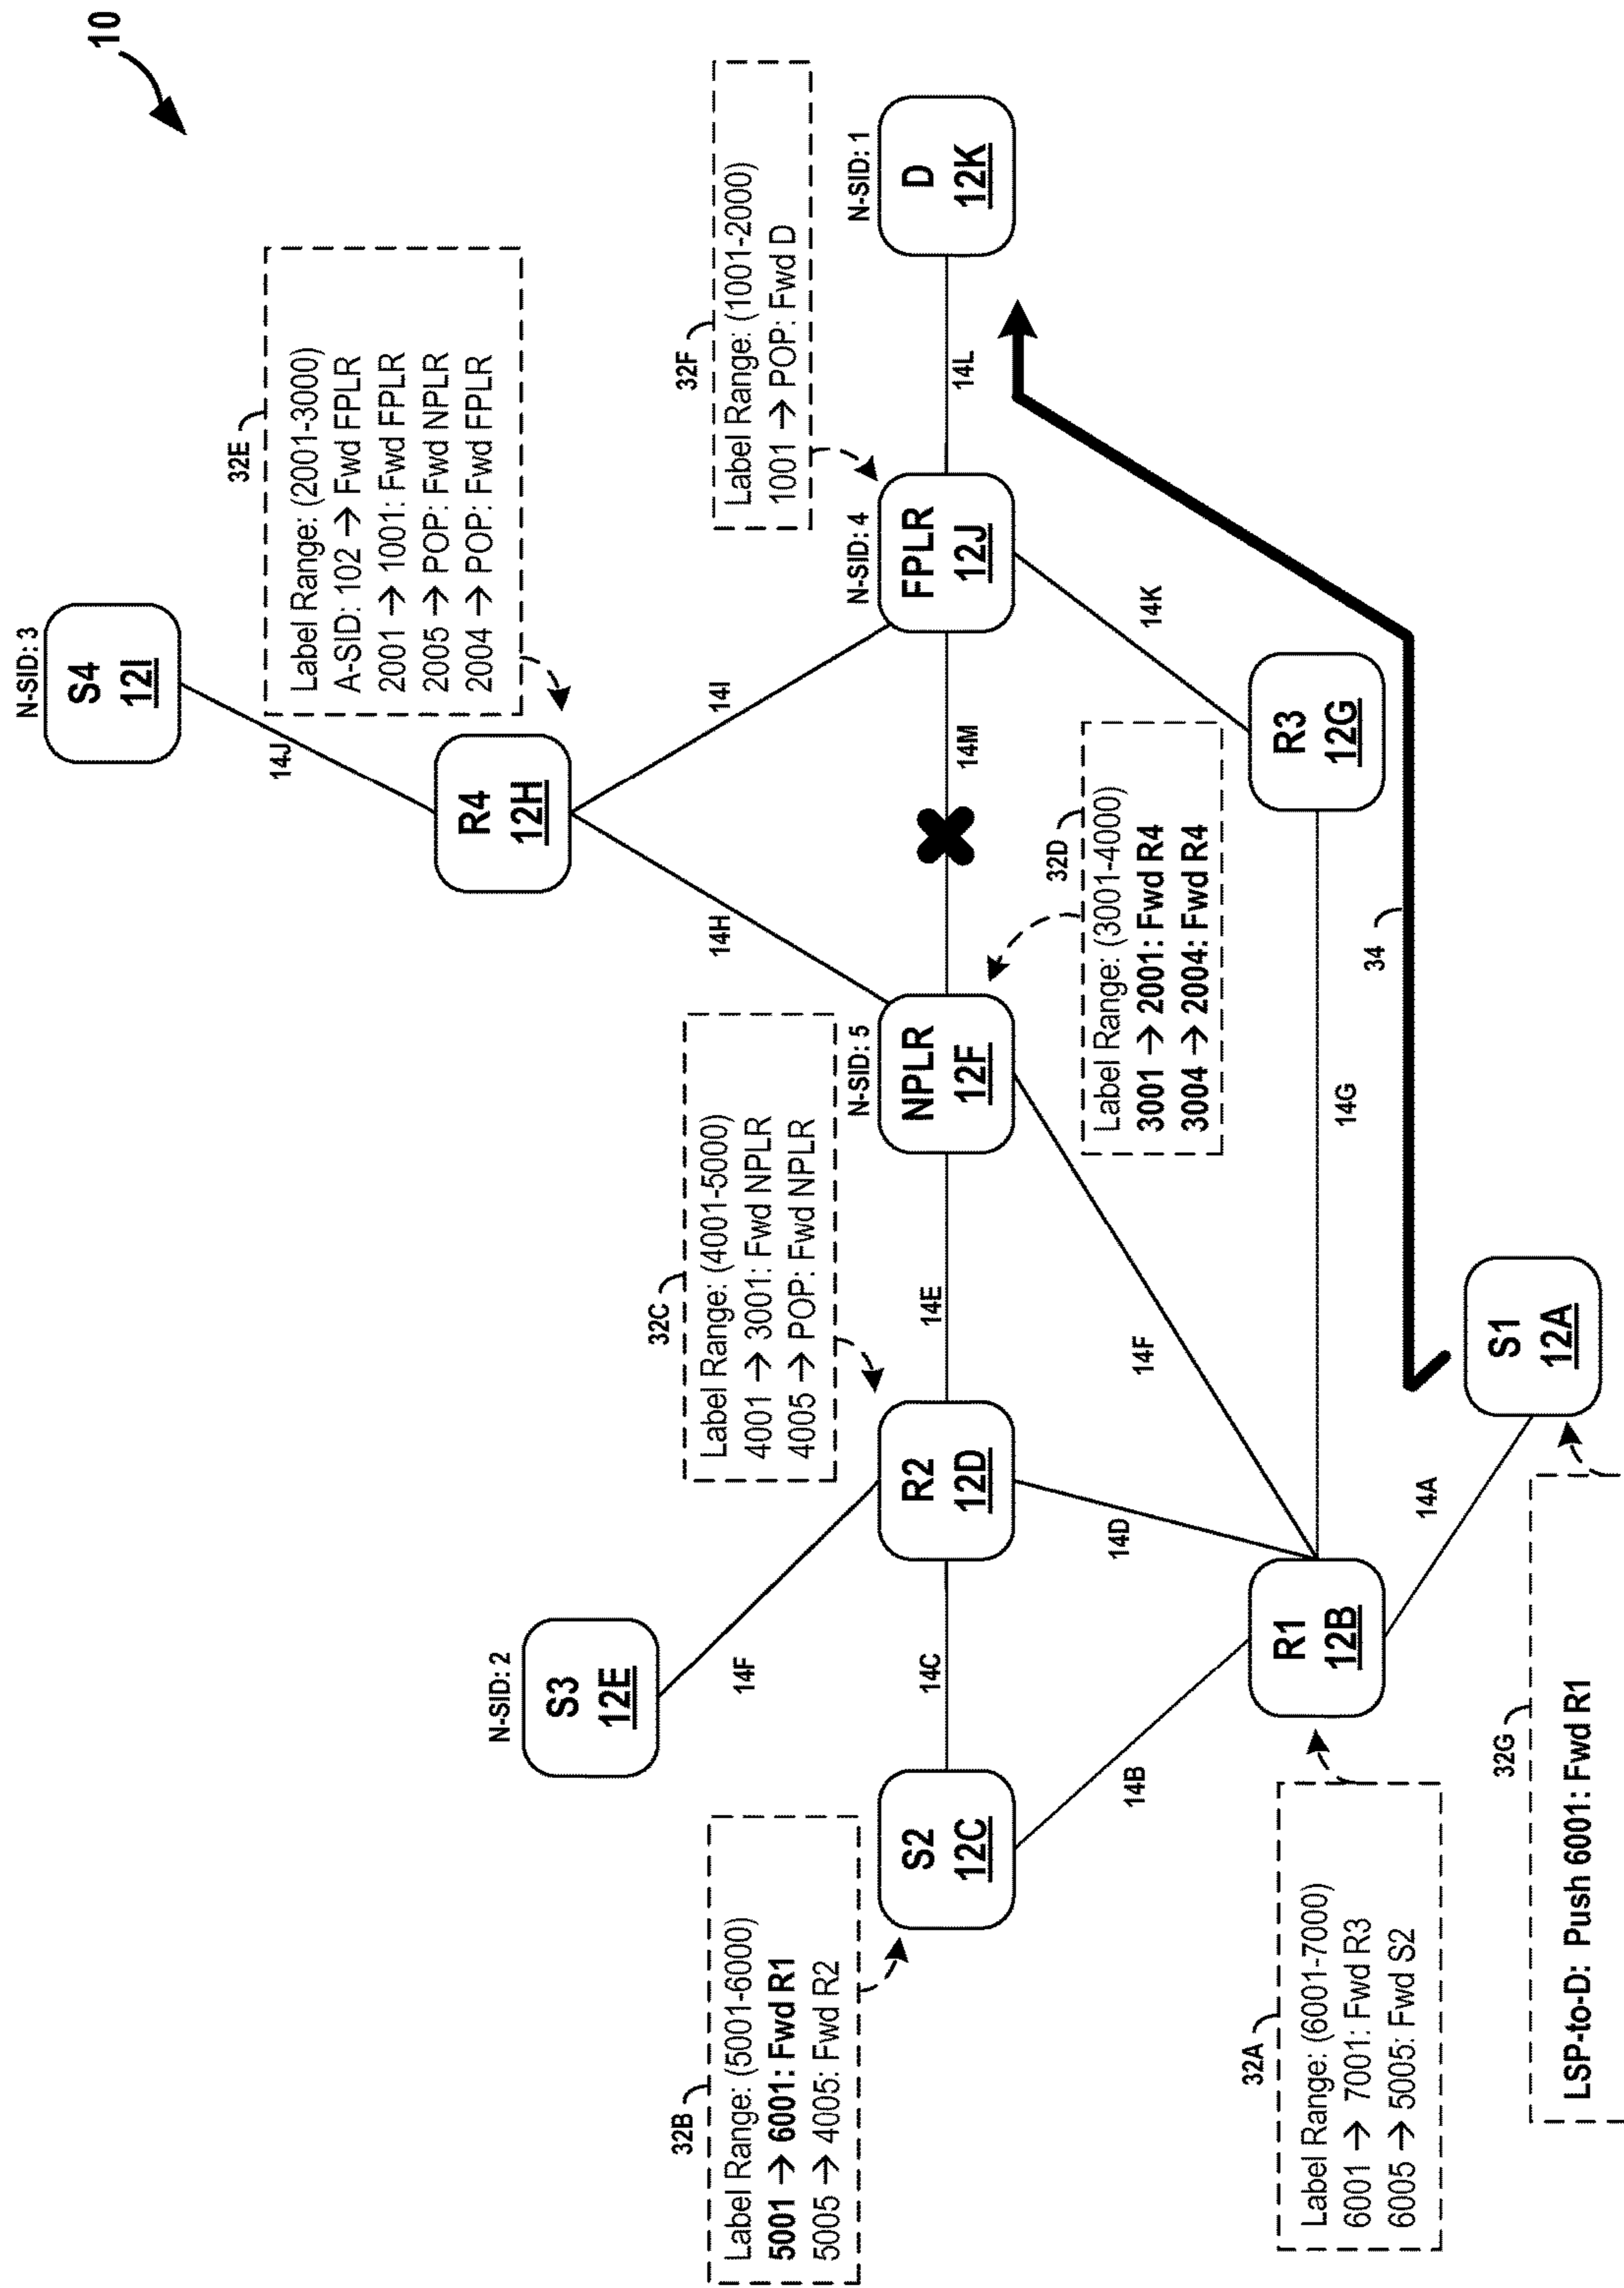 10
N-SID: 3
S4
12I
14J
32E
Label Range: (2001-3000)
A-SID: 102 → Fwd FPLR
2001 → 1001: Fwd FPLR
2005 → POP: Fwd NPLR
2004 → POP: Fwd FPLR
R4
12H
14H
14I
N-SID: 2
S3
12E
14F
32B
Label Range: (5001-6000)
5001 → 6001: Fwd R1
5005 → 4005: Fwd R2
32C
Label Range: (4001-5000)
4001 → 3001: Fwd NPLR
4005 → POP: Fwd NPLR
32F
Label Range: (1001-2000)
1001 → POP: Fwd D
S2
12C
14C
R2
12D
14E
N-SID: 5
NPLR
12F
14M
N-SID: 4
FPLR
12J
14L
N-SID: 1
D
12K
14B
14D
14F
32D
Label Range: (3001-4000)
3001 → 2001: Fwd R4
3004 → 2004: Fwd R4
14K
32A
Label Range: (6001-7000)
6001 → 7001: Fwd R3
6005 → 5005: Fwd S2
R1
12B
14G
R3
12G
34
14A
S1
12A
32G
LSP-to-D: Push 6001: Fwd R1